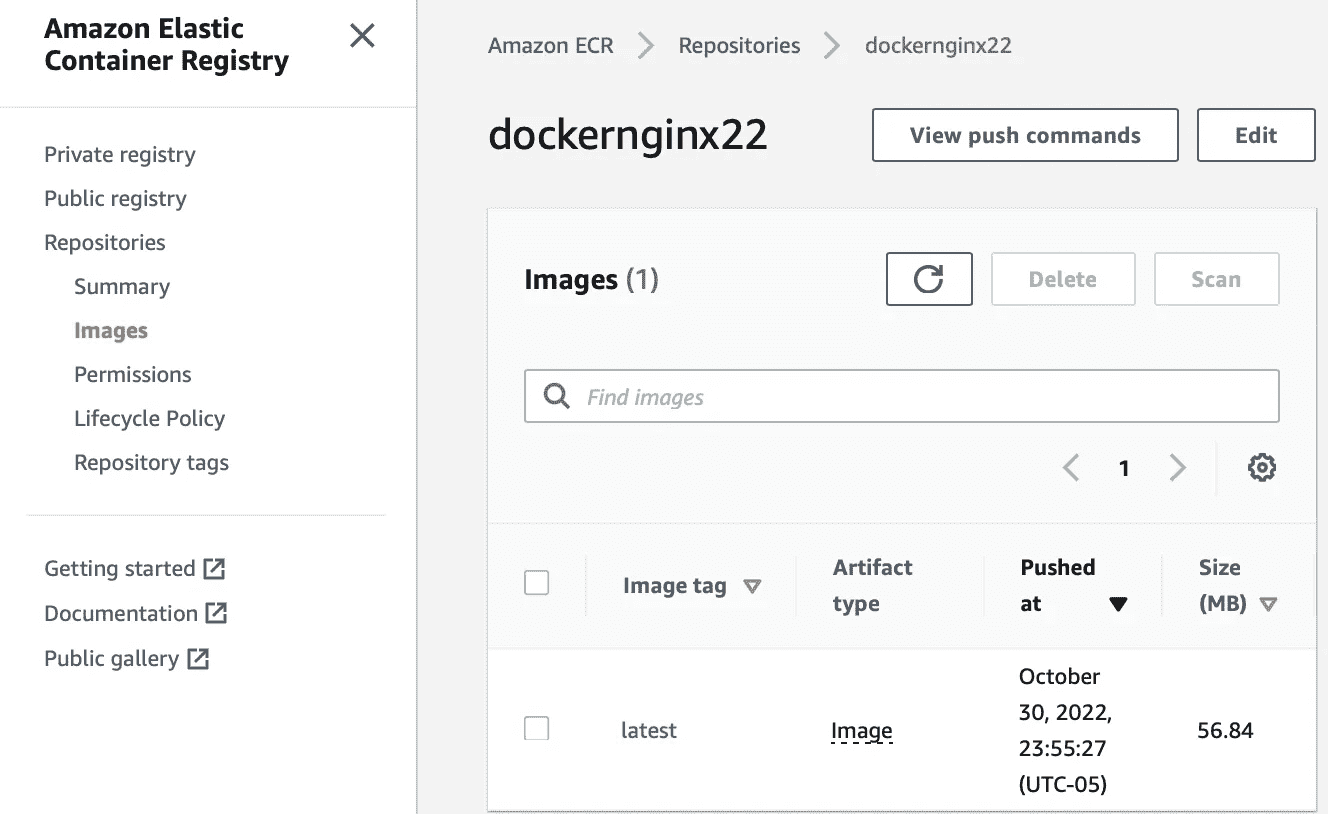 Amazon Elastic
Container Registry
Private registry
Public registry
Repositories
Summary
Images
Permissions
Lifecycle Policy
Repository tags
Getting started
Documentation
Public gallery
Amazon ECR
Repositories
dockernginx22
dockernginx22
View push commands
Edit
Images (1)
Delete
Scan
Find images
1
Image tag
Artifact
type
Pushed
at
Size
(MB)
latest
Image
October
30, 2022,
23:55:27
(UTC-05)
56.84